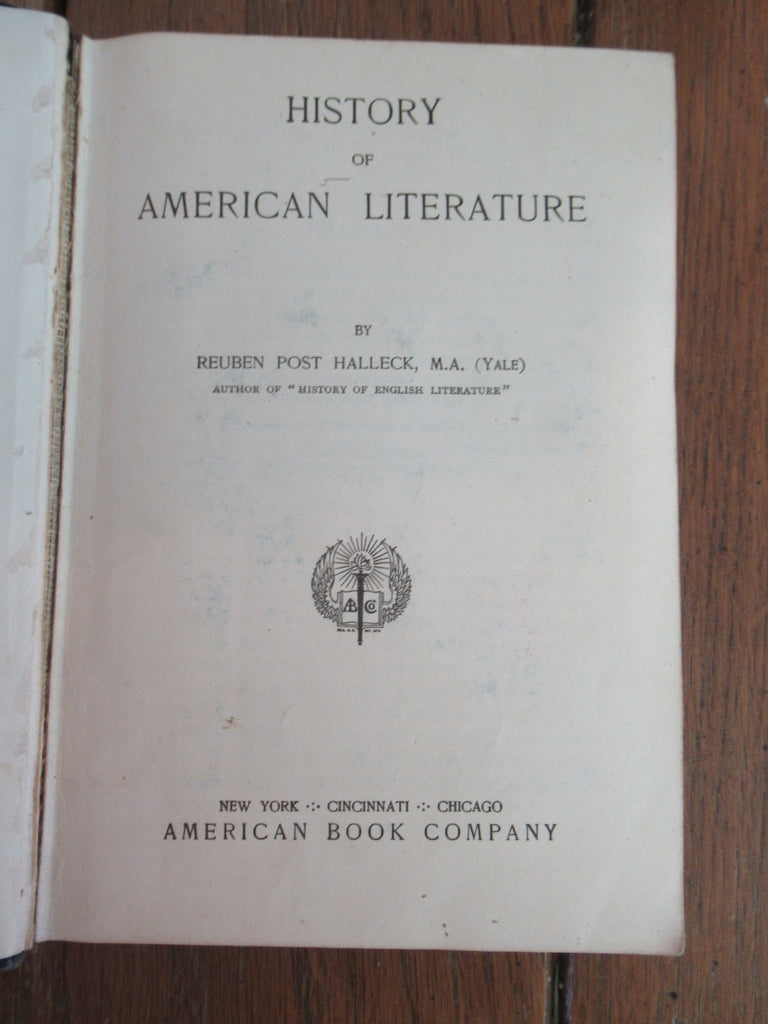 HISTORY
OF
AMERICAN LITERATURE
BY
REUBEN POST HALLECK, M.A. (YALE)
AUTHOR OF "HISTORY OF ENGLISH LITERATURE"
ABCo
NEW YORK ·:· CINCINNATI ·:· CHICAGO
AMERICAN BOOK COMPANY